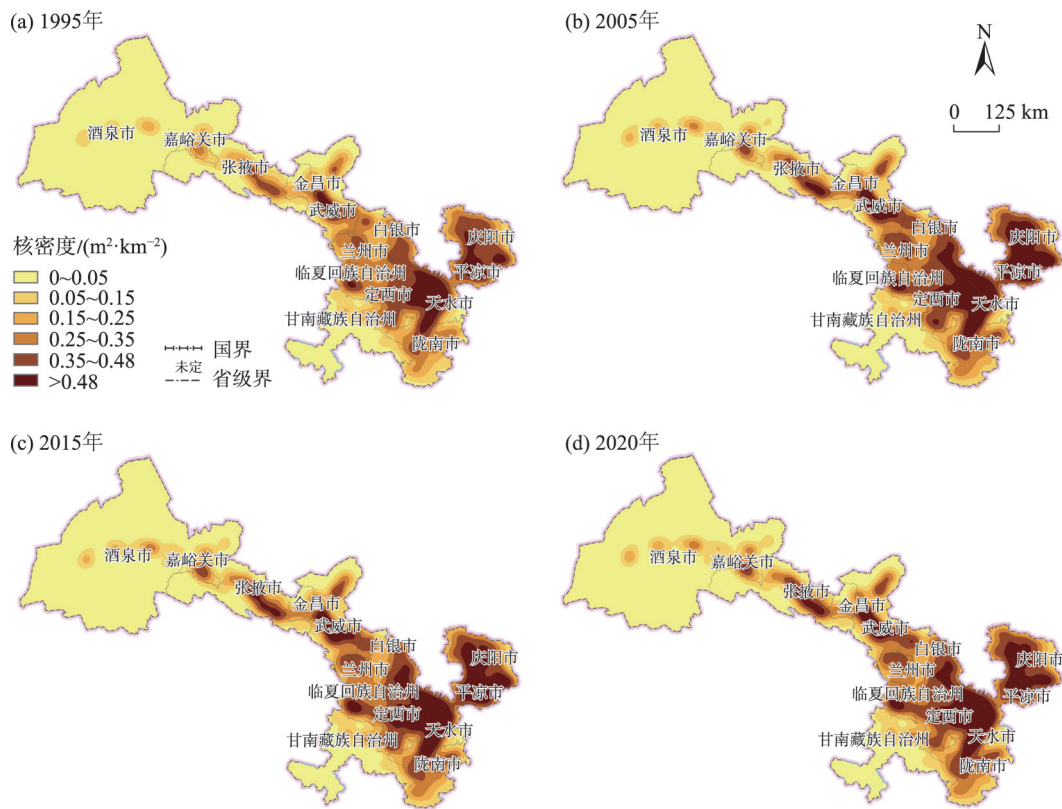 (a) 1995年
酒泉市
嘉峪关市
张掖市
金昌市
武威市
白银市
兰州市
庆阳市
平凉市
临夏回族自治州
定西市
天水市
甘南藏族自治州
陇南市
核密度/(m²·km⁻²)
0~0.05
0.05~0.15
0.15~0.25
0.25~0.35
0.35~0.48
>0.48
国界
未定
省级界
(b) 2005年
N
0 125 km
酒泉市
嘉峪关市
张掖市
金昌市
武威市
白银市
兰州市
庆阳市
平凉市
临夏回族自治州
定西市
天水市
甘南藏族自治州
陇南市
(c) 2015年
酒泉市
嘉峪关市
张掖市
金昌市
武威市
白银市
兰州市
庆阳市
平凉市
临夏回族自治州
定西市
天水市
甘南藏族自治州
陇南市
(d) 2020年
酒泉市
嘉峪关市
张掖市
金昌市
武威市
白银市
兰州市
庆阳市
平凉市
临夏回族自治州
定西市
天水市
甘南藏族自治州
陇南市